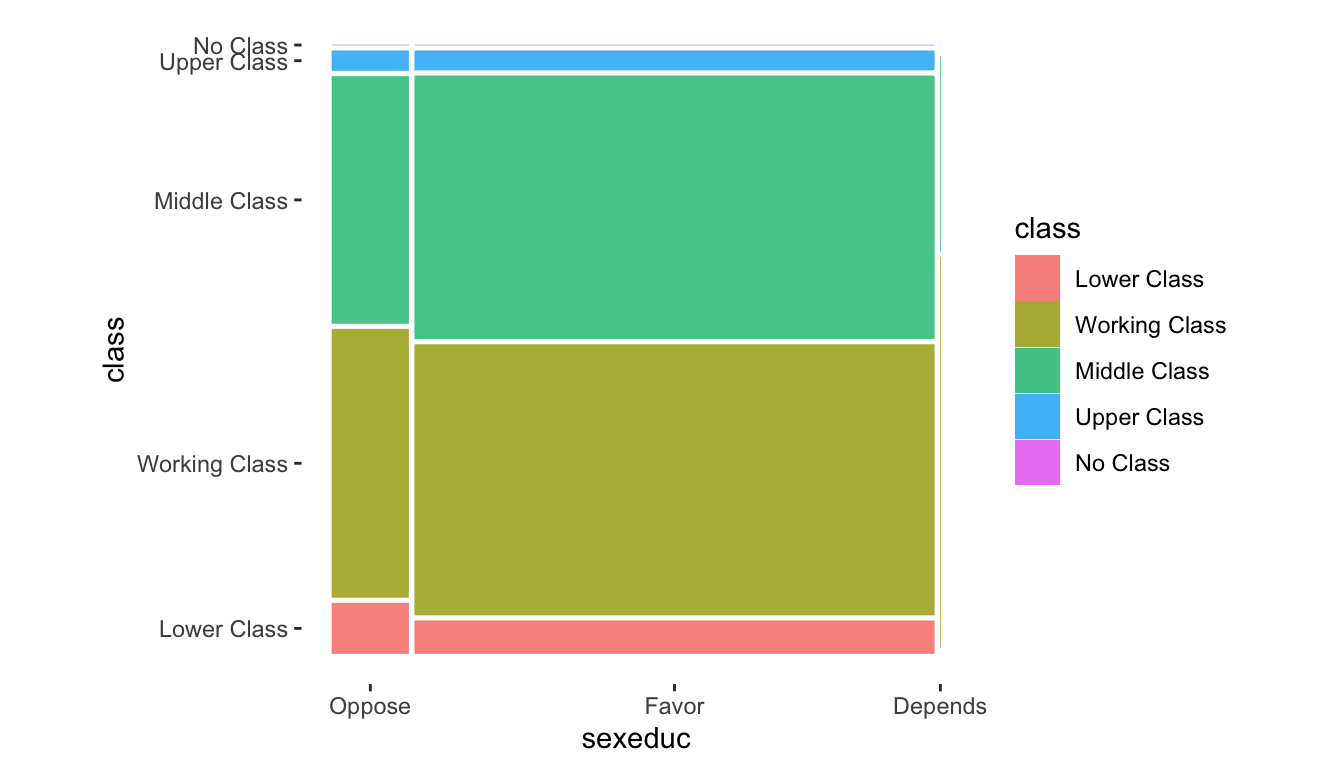 No Class
Upper Class
Middle Class
Working Class
Lower Class
class
Oppose
Favor
Depends
sexeduc
class
Lower Class
Working Class
Middle Class
Upper Class
No Class